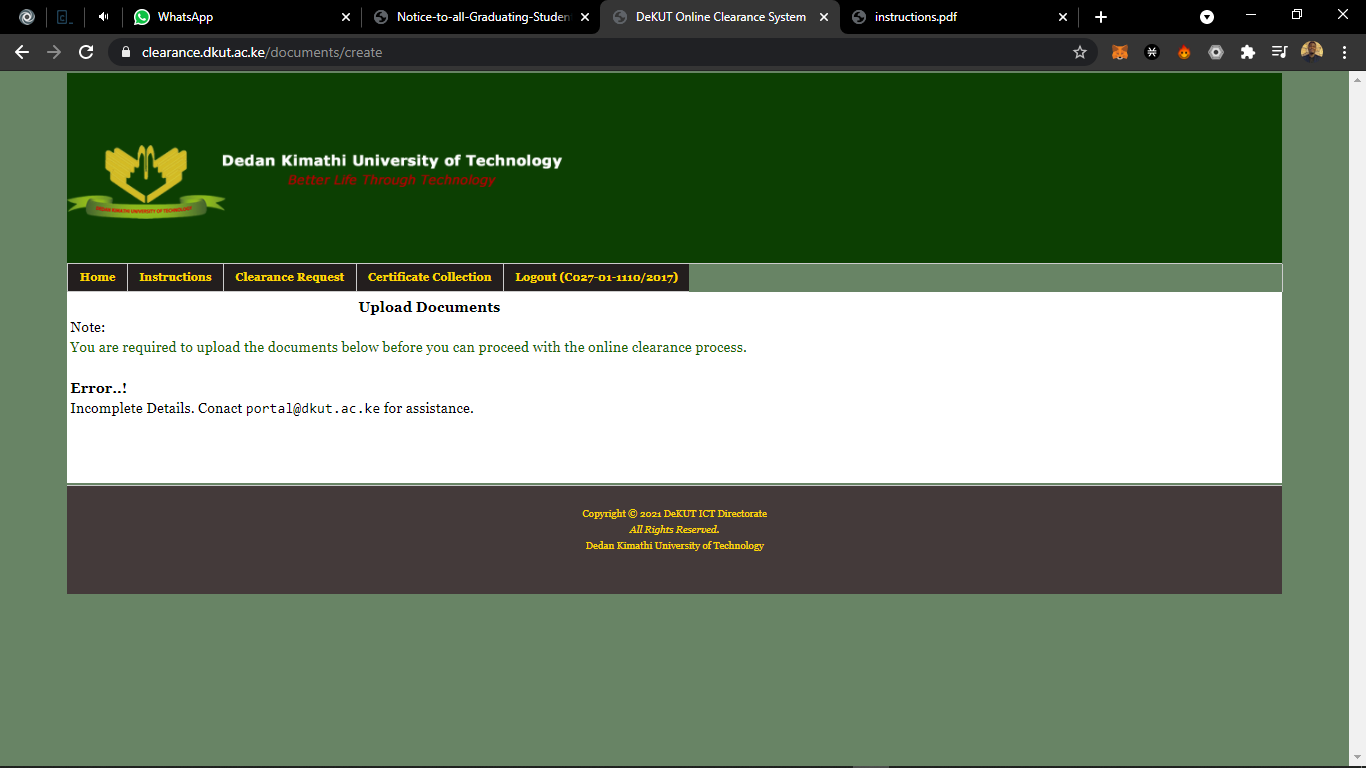 WhatsApp
Notice-to-all-Graduating-Studen
DeKUT Online Clearance System
instructions.pdf
clearance.dkut.ac.ke/documents/create
Dedan Kimathi University of Technology
Better Life Through Technology
DEDAN KIMATHI UNIVERSITY OF TECHNOLOGY
Home
Instructions
Clearance Request
Certificate Collection
Logout (C027-01-1110/2017)
Upload Documents
Note:
You are required to upload the documents below before you can proceed with the online clearance process.
Error..!
Incomplete Details. Conact portal@dkut.ac.ke for assistance.
Copyright © 2021 DeKUT ICT Directorate
All Rights Reserved.
Dedan Kimathi University of Technology